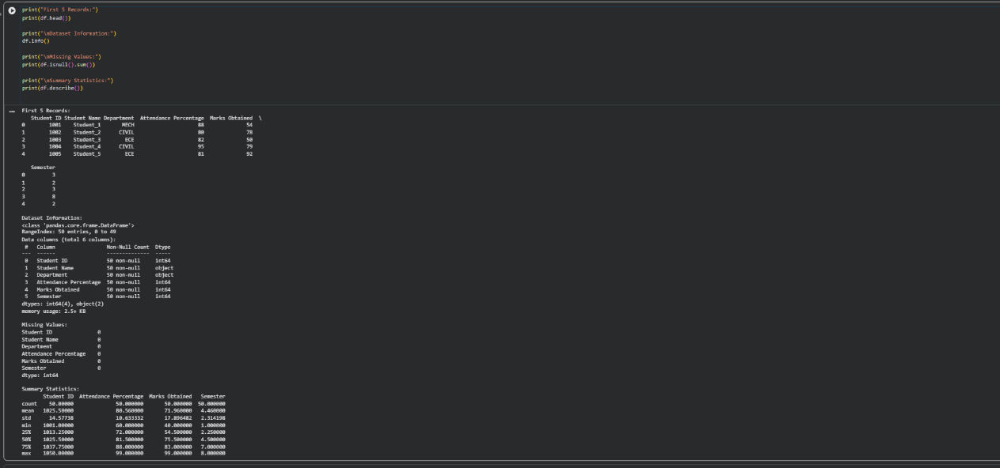 print("First 5 Records:")
print(df.head())
print("\nDataset Information:")
df.info()
print("\nMissing Values:")
print(df.isnull().sum())
print("\nSummary Statistics:")
print(df.describe())
First 5 Records:
   Student ID Student Name Department  Attendance Percentage  Marks Obtained  \
0        1001    Student_1       MECH                     88              54
1        1002    Student_2      CIVIL                     80              78
2        1003    Student_3        ECE                     82              50
3        1004    Student_4      CIVIL                     95              79
4        1005    Student_5        ECE                     81              92
   Semester
0         3
1         2
2         3
3         8
4         2
Dataset Information:
<class 'pandas.core.frame.DataFrame'>
RangeIndex: 50 entries, 0 to 49
Data columns (total 6 columns):
 #   Column                 Non-Null Count  Dtype
---  ------                 --------------  -----
 0   Student ID             50 non-null     int64
 1   Student Name           50 non-null     object
 2   Department             50 non-null     object
 3   Attendance Percentage  50 non-null     int64
 4   Marks Obtained         50 non-null     int64
 5   Semester               50 non-null     int64
dtypes: int64(4), object(2)
memory usage: 2.5+ KB
Missing Values:
Student ID               0
Student Name             0
Department               0
Attendance Percentage    0
Marks Obtained           0
Semester                 0
dtype: int64
Summary Statistics:
       Student ID  Attendance Percentage  Marks Obtained   Semester
count    50.00000              50.000000       50.000000  50.000000
mean   1025.50000              80.560000       71.960000   4.460000
std      14.57738              10.633332       17.896482   2.314198
min    1001.00000              60.000000       40.000000   1.000000
25%    1013.25000              72.000000       54.500000   2.250000
50%    1025.50000              81.500000       75.500000   4.500000
75%    1037.75000              88.000000       83.000000   7.000000
max    1050.00000              99.000000       99.000000   8.000000